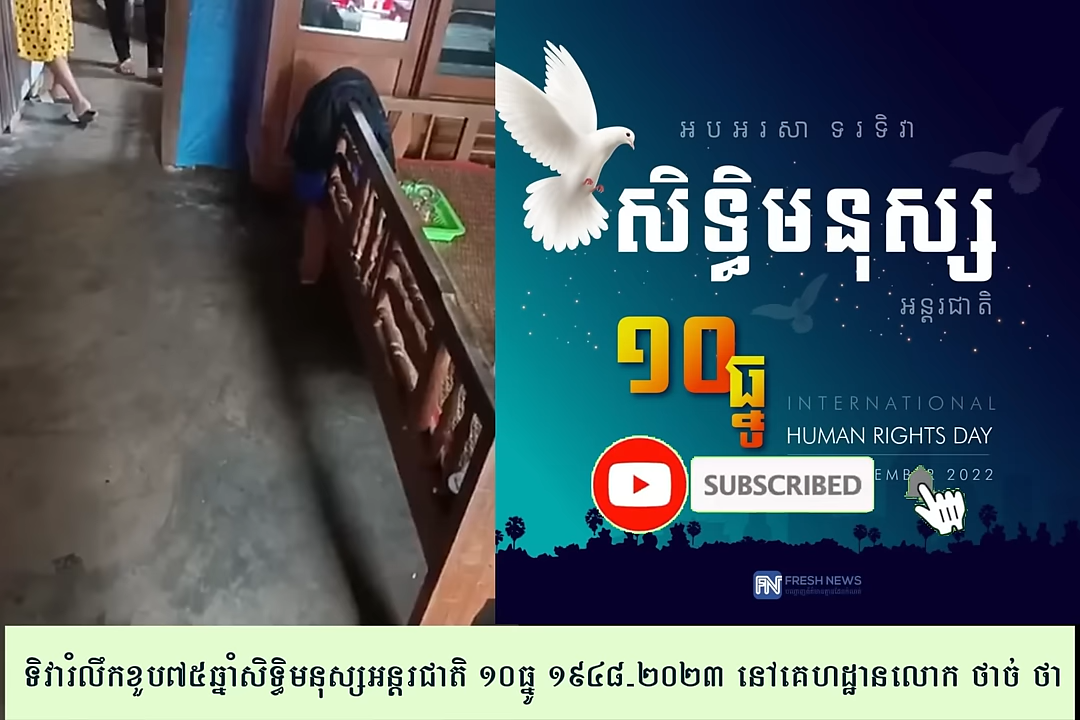 អបអរសាទរទិវា
សិទ្ធិមនុស្ស
អន្តរជាតិ
១០
ធ្នូ
INTERNATIONAL
HUMAN RIGHTS DAY
2022
SUBSCRIBED
FRESH NEWS
ទិវារំលឹកខួប៧៥ឆ្នាំសិទ្ធិមនុស្សអន្តរជាតិ ១០ធ្នូ ១៩៤៨-២០២៣ នៅគេហដ្ឋានលោក ថាច់ ថា